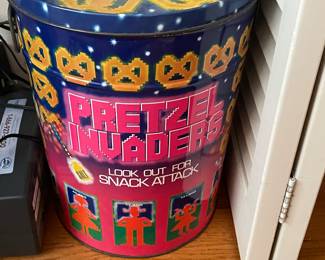 PRETZEL
INVADERS
LOOK OUT FOR
SNACK ATTACK